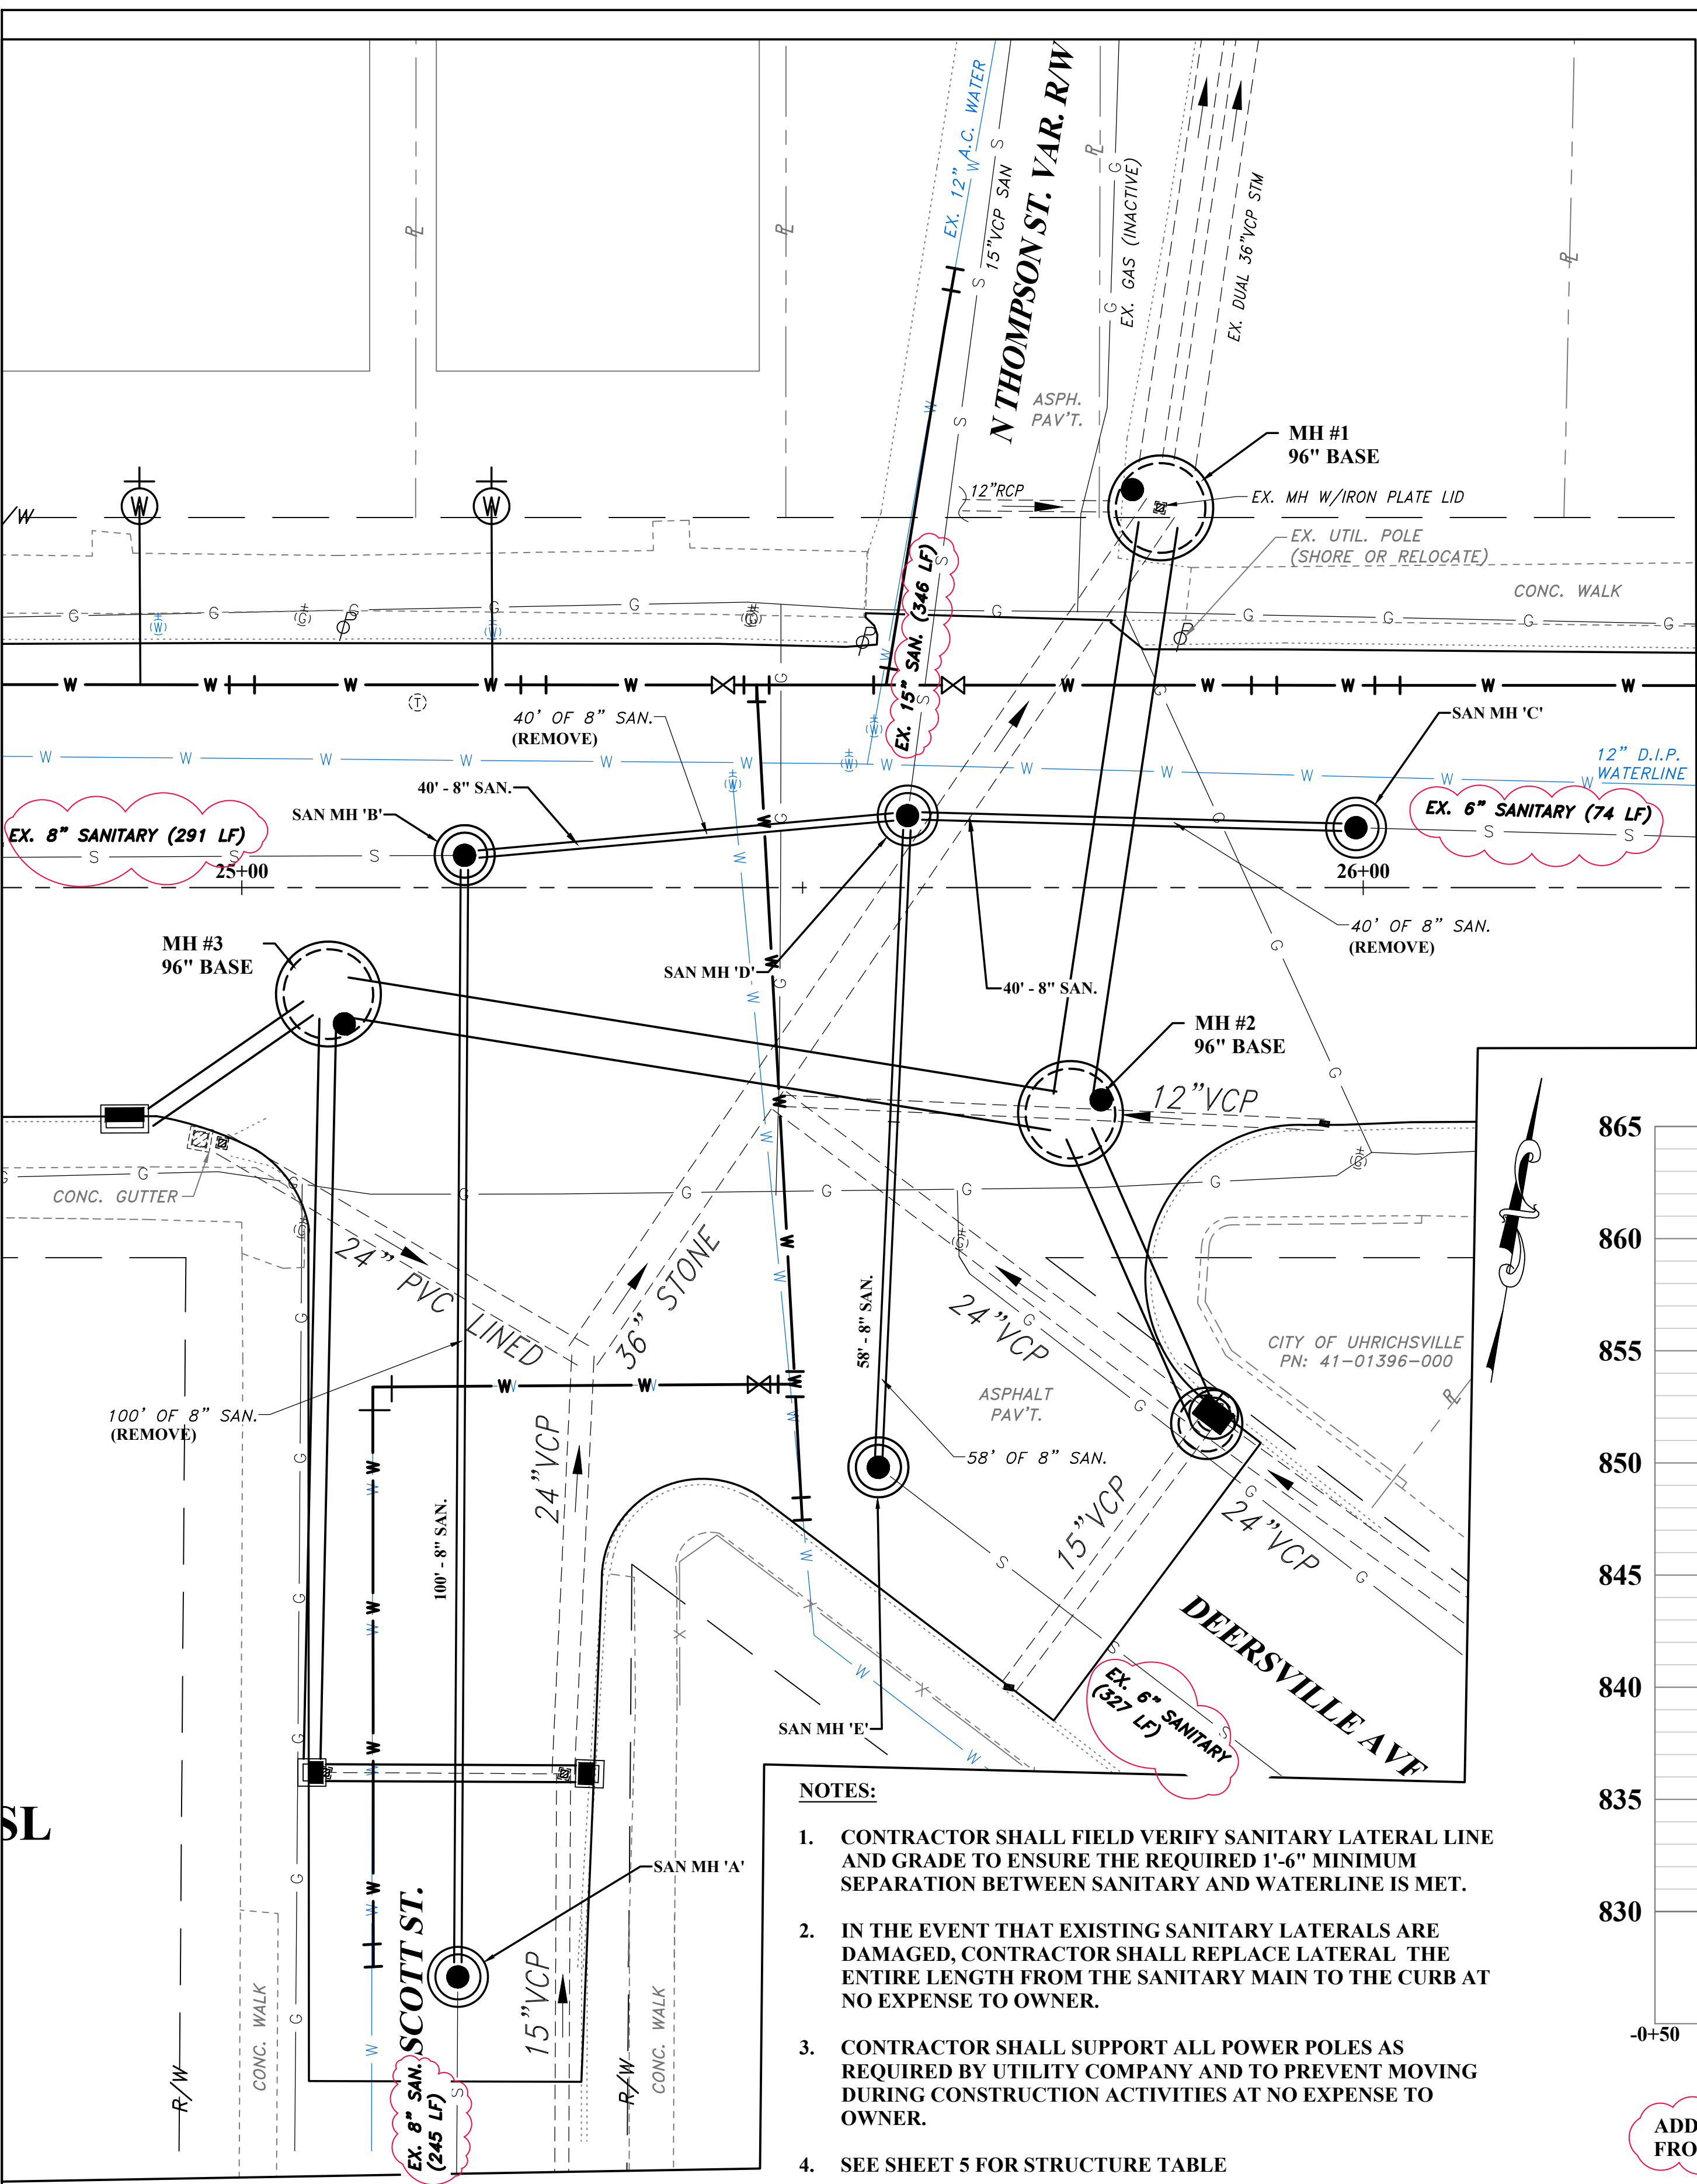 EX. 12" A.C. WATER
15"VCP SAN
N THOMPSON ST. VAR. R/W
EX. GAS (INACTIVE)
EX. DUAL 36"VCP STM
ASPH.
PAV'T.
MH #1
96" BASE
12"RCP
EX. MH W/IRON PLATE LID
EX. UTIL. POLE
(SHORE OR RELOCATE)
CONC. WALK
/W
EX. 15" SAN. (346 LF)
40' OF 8" SAN.
(REMOVE)
SAN MH 'C'
12" D.I.P.
WATERLINE
40' - 8" SAN.
SAN MH 'B'
EX. 8" SANITARY (291 LF)
EX. 6" SANITARY (74 LF)
25+00
26+00
40' OF 8" SAN.
(REMOVE)
MH #3
96" BASE
SAN MH 'D'
40' - 8" SAN.
MH #2
96" BASE
12"VCP
CONC. GUTTER
24" PVC LINED
36" STONE
58' - 8" SAN.
24"VCP
CITY OF UHRICHSVILLE
PN: 41-01396-000
ASPHALT
PAV'T.
100' OF 8" SAN.
(REMOVE)
24"VCP
58' OF 8" SAN.
100' - 8" SAN.
15"VCP
24"VCP
DEERSVILLE AVE
EX. 6" SANITARY
(327 LF)
SAN MH 'E'
SL
SAN MH 'A'
SCOTT ST.
15"VCP
CONC. WALK
CONC. WALK
R/W
R/W
EX. 8" SAN.
(245 LF)
NOTES:
1. CONTRACTOR SHALL FIELD VERIFY SANITARY LATERAL LINE
AND GRADE TO ENSURE THE REQUIRED 1'-6" MINIMUM
SEPARATION BETWEEN SANITARY AND WATERLINE IS MET.
2. IN THE EVENT THAT EXISTING SANITARY LATERALS ARE
DAMAGED, CONTRACTOR SHALL REPLACE LATERAL THE
ENTIRE LENGTH FROM THE SANITARY MAIN TO THE CURB AT
NO EXPENSE TO OWNER.
3. CONTRACTOR SHALL SUPPORT ALL POWER POLES AS
REQUIRED BY UTILITY COMPANY AND TO PREVENT MOVING
DURING CONSTRUCTION ACTIVITIES AT NO EXPENSE TO
OWNER.
4. SEE SHEET 5 FOR STRUCTURE TABLE
865
860
855
850
845
840
835
830
-0+50
ADD
FRO